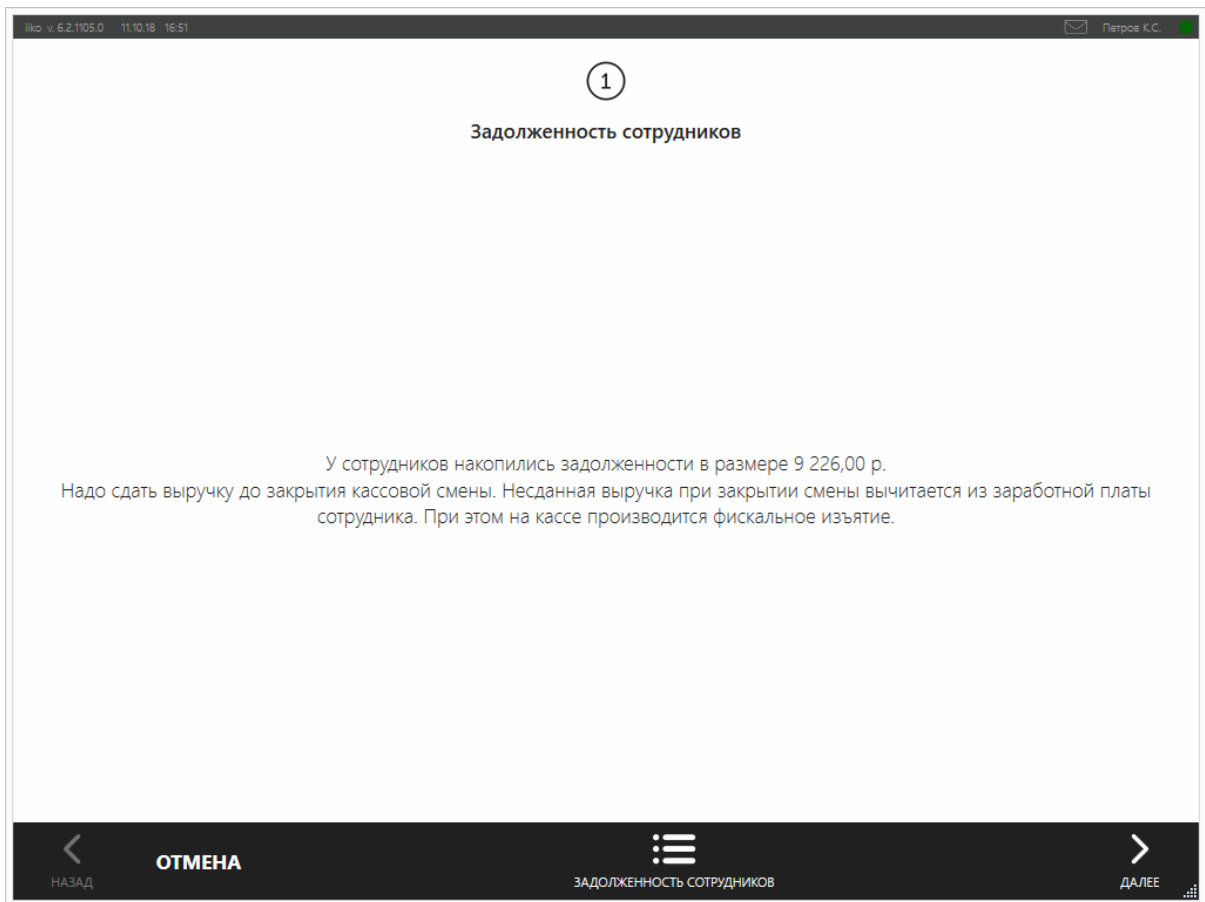 iiko v. 6.2.1105.0 11.10.18 16:51 Петров К.С.
1
Задолженность сотрудников
У сотрудников накопились задолженности в размере 9 226,00 р.
Надо сдать выручку до закрытия кассовой смены. Несданная выручка при закрытии смены вычитается из заработной платы
сотрудника. При этом на кассе производится фискальное изъятие.
НАЗАД
ОТМЕНА
ЗАДОЛЖЕННОСТЬ СОТРУДНИКОВ
ДАЛЕЕ